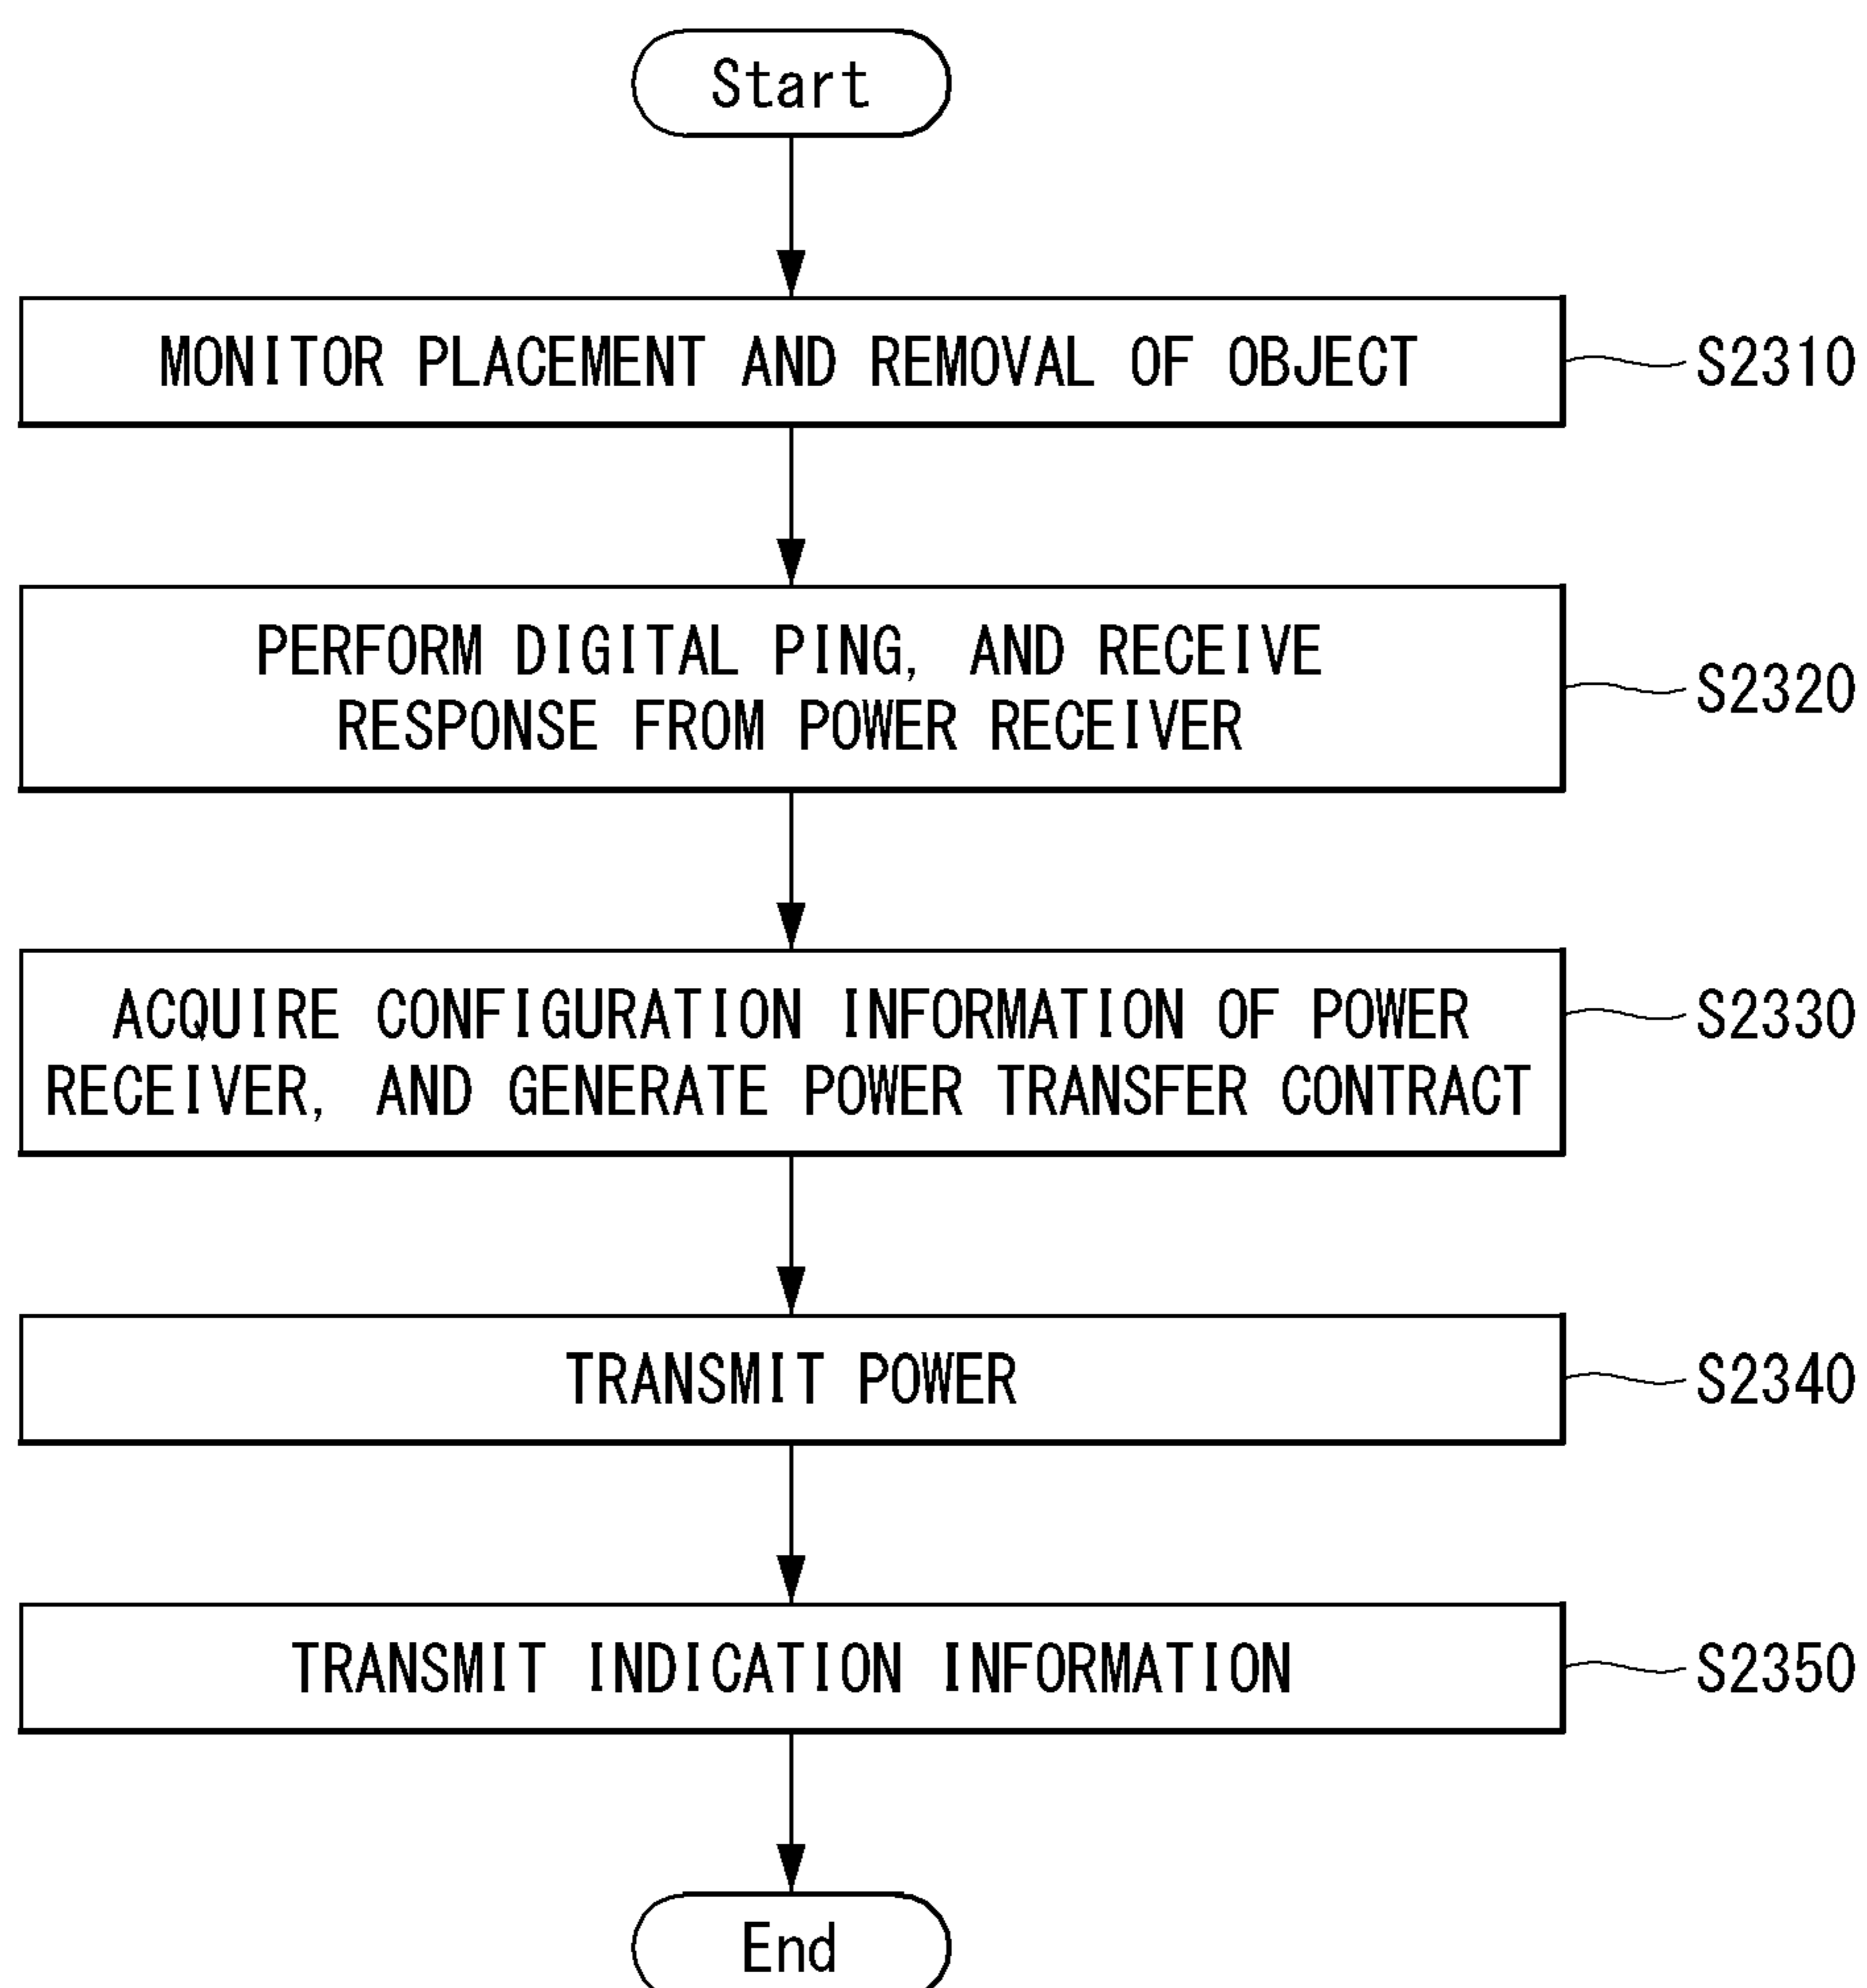 Start
MONITOR PLACEMENT AND REMOVAL OF OBJECT
S2310
PERFORM DIGITAL PING, AND RECEIVE
RESPONSE FROM POWER RECEIVER
S2320
ACQUIRE CONFIGURATION INFORMATION OF POWER
RECEIVER, AND GENERATE POWER TRANSFER CONTRACT
S2330
TRANSMIT POWER
S2340
TRANSMIT INDICATION INFORMATION
S2350
End